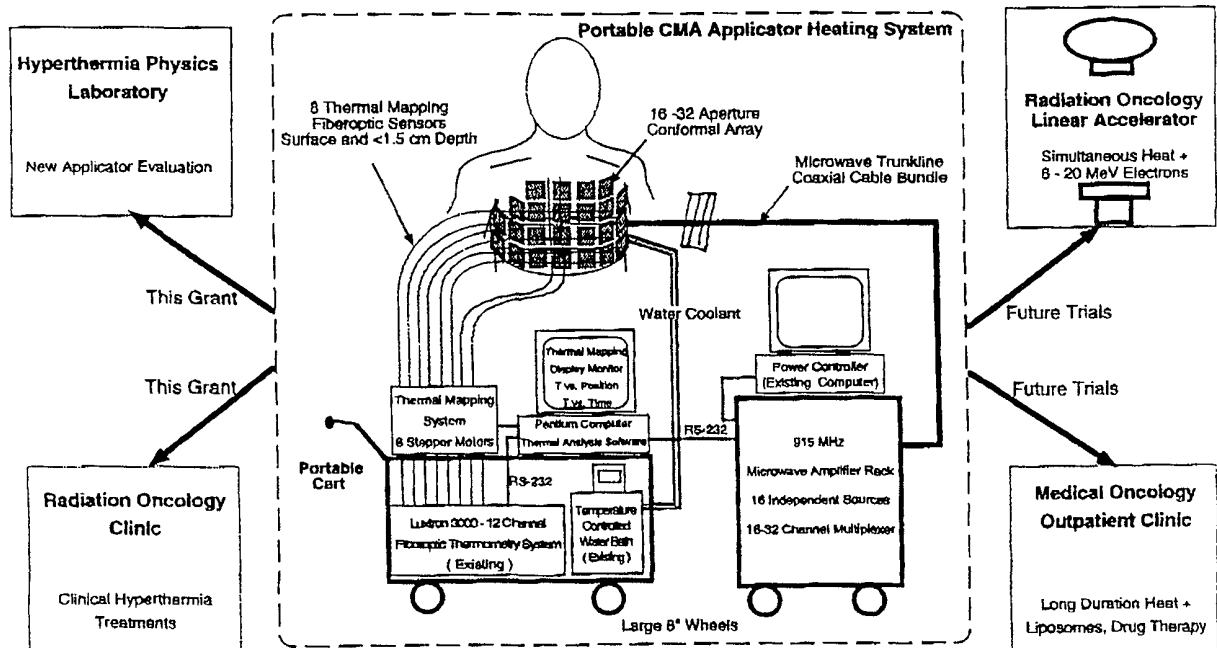 Portable CMA Applicator Heating System
Hyperthermia Physics
Laboratory
New Applicator Evaluation
8 Thermal Mapping
Fiberoptic Sensors
Surface and <1.5 cm Depth
16 -32 Aperture
Conformal Array
Microwave Trunkline
Coaxial Cable Bundle
Radiation Oncology
Linear Accelerator
Simultaneous Heat +
6 - 20 MeV Electrons
This Grant
Future Trials
Water Coolant
This Grant
Future Trials
Thermal Mapping
Display Monitor
T vs. Position
T vs. Time
Power Controller
(Existing Computer)
Thermal Mapping
System
8 Stepper Motors
Pentium Computer
Thermal Analysis Software
RS-232
915 MHz
Microwave Amplifier Rack
16 Independent Sources
16-32 Channel Multiplexer
Portable
Cart
RS-232
Luxtron 3000 - 12 Channel
Fiberoptic Thermometry System
( Existing )
Temperature
Controlled
Water Bath
(Existing )
Radiation Oncology
Clinic
Clinical Hyperthermia
Treatments
Medical Oncology
Outpatient Clinic
Long Duration Heat +
Liposomes, Drug Therapy
Large 8" Wheels